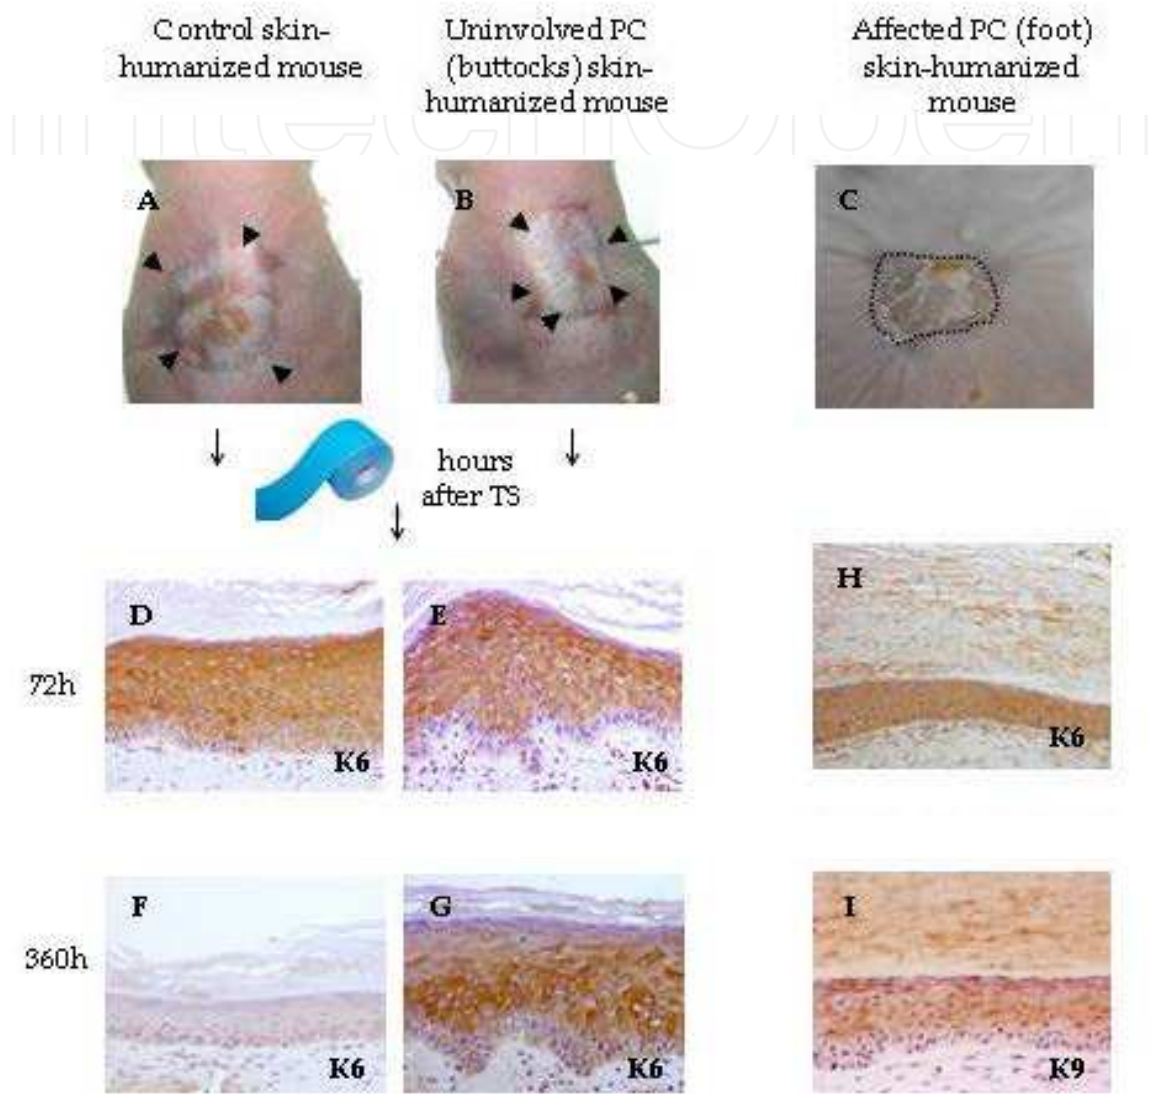 Control skin-
humanized mouse
Uninvolved PC
(buttocks) skin-
humanized mouse
Affected PC (foot)
skin-humanized
mouse
A
B
C
hours
after TS
72h
D
K6
E
K6
H
K6
360h
F
K6
G
K6
I
K9